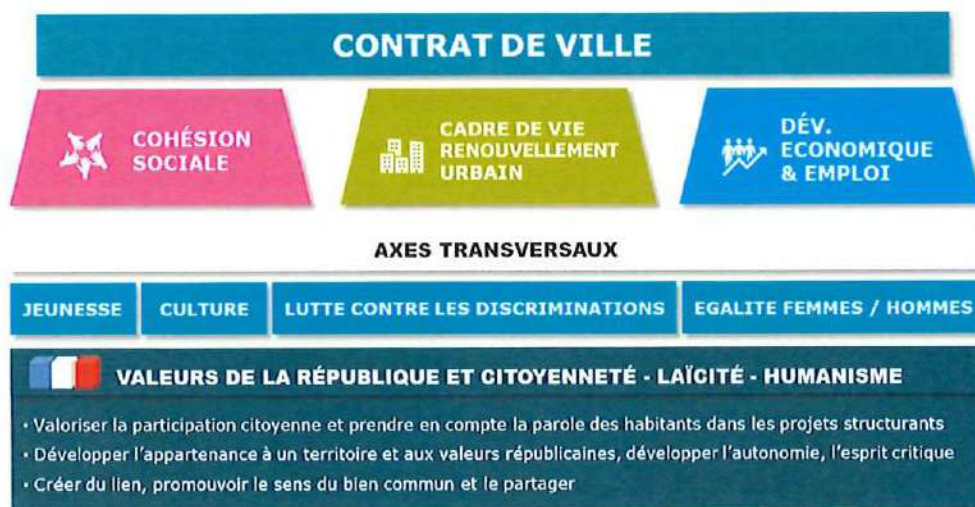 CONTRAT DE VILLE
COHÉSION
SOCIALE
CADRE DE VIE
RENOUVELLEMENT
URBAIN
DÉV.
ECONOMIQUE
& EMPLOI
AXES TRANSVERSAUX
JEUNESSE
CULTURE
LUTTE CONTRE LES DISCRIMINATIONS
EGALITE FEMMES / HOMMES
VALEURS DE LA RÉPUBLIQUE ET CITOYENNETÉ - LAÏCITÉ - HUMANISME
• Valoriser la participation citoyenne et prendre en compte la parole des habitants dans les projets structurants
• Développer l'appartenance à un territoire et aux valeurs républicaines, développer l'autonomie, l'esprit critique
• Créer du lien, promouvoir le sens du bien commun et le partager